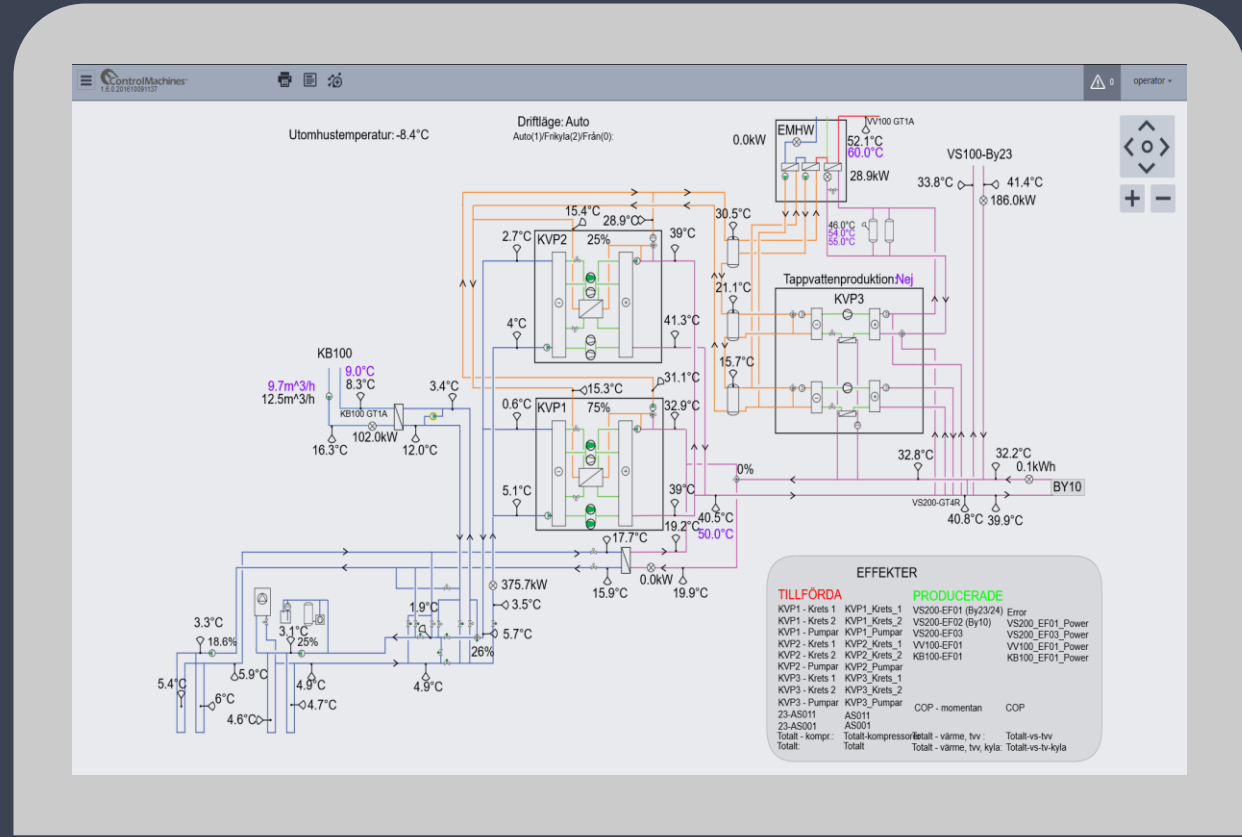 ControlMachines
1.6.0.201610091137
0
operator
Utomhustemperatur: -8.4°C
Driftläge: Auto
Auto(1)/Frikyla(2)/Från(0):
0.0kW
EMHW
VV100 GT1A
52.1°C
60.0°C
28.9kW
VS100-By23
33.8°C
41.4°C
186.0kW
15.4°C
28.9°C
30.5°C
46.0°C
54.0°C
55.0°C
2.7°C
KVP2
25%
39°C
21.1°C
Tappvattenproduktion:Nej
KVP3
4°C
41.3°C
15.7°C
KB100
9.0°C
9.7m^3/h
8.3°C
12.5m^3/h
3.4°C
KB100 GT1A
102.0kW
16.3°C
12.0°C
15.3°C
31.1°C
0.6°C
KVP1
75%
32.9°C
5.1°C
39°C
0%
32.8°C
32.2°C
0.1kWh
BY10
VS200-GT4R
40.5°C
50.0°C
40.8°C
39.9°C
17.7°C
19.2°C
15.9°C
0.0kW
19.9°C
375.7kW
3.5°C
1.9°C
5.7°C
26%
3.3°C
18.6%
3.1°C
25%
5.4°C
5.9°C
4.9°C
4.9°C
6°C
4.6°C
4.7°C
EFFEKTER
TILLFÖRDA
PRODUCERADE
KVP1 - Krets 1 KVP1_Krets_1 VS200-EF01 (By23/24) Error
KVP1 - Krets 2 KVP1_Krets_2 VS200-EF02 (By10) VS200_EF01_Power
KVP1 - Pumpar KVP1_Pumpar VS200-EF03 VS200_EF03_Power
KVP2 - Krets 1 KVP2_Krets_1 VV100-EF01 VV100_EF01_Power
KVP2 - Krets 2 KVP2_Krets_2 KB100-EF01 KB100_EF01_Power
KVP2 - Pumpar KVP2_Pumpar
KVP3 - Krets 1 KVP3_Krets_1
KVP3 - Krets 2 KVP3_Krets_2
KVP3 - Pumpar KVP3_Pumpar COP - momentan COP
23-AS011 AS011
23-AS001 AS001
Totalt - kompr.: Totalt-kompressorer Totalt - värme, tvv : Totalt-vs-tvv
Totalt: Totalt Totalt - värme, tvv, kyla: Totalt-vs-tv-kyla